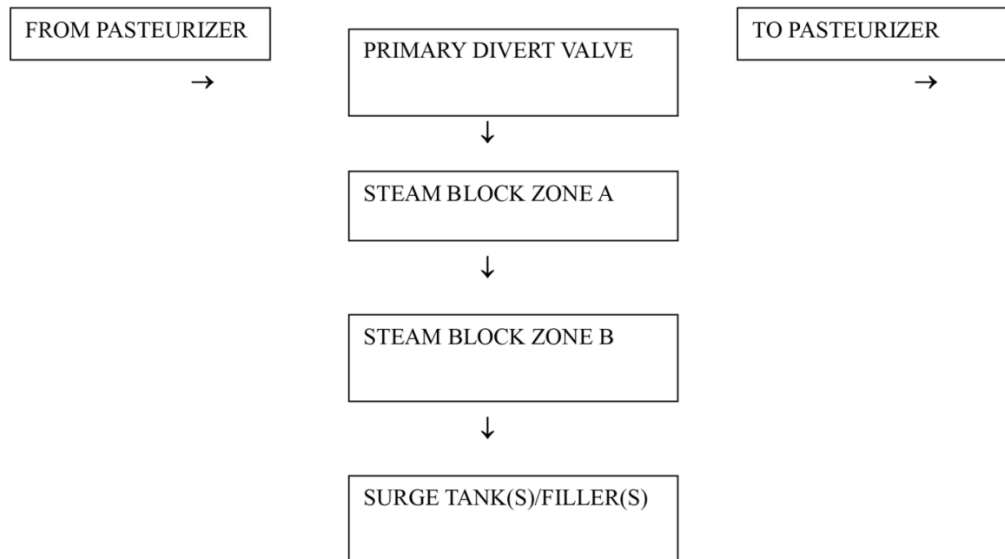 FROM PASTEURIZER
PRIMARY DIVERT VALVE
TO PASTEURIZER
→
→
↓
STEAM BLOCK ZONE A
↓
STEAM BLOCK ZONE B
↓
SURGE TANK(S)/FILLER(S)